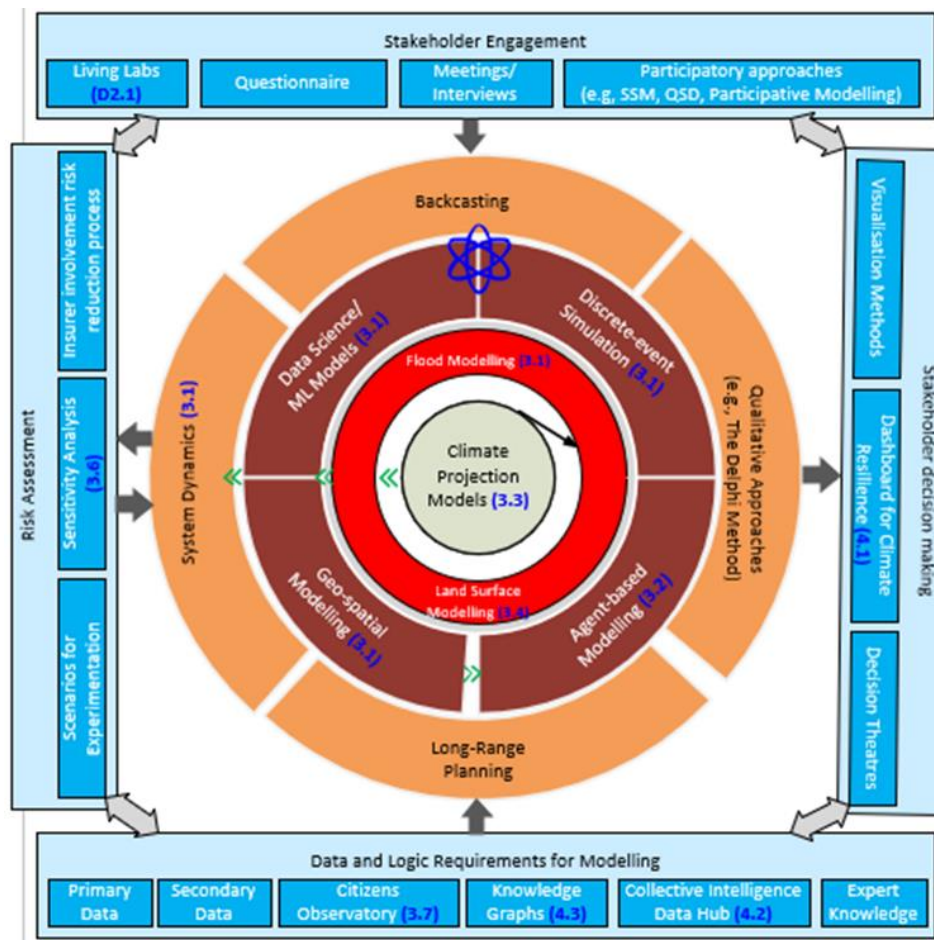 Stakeholder Engagement
Living Labs
(D2.1)
Questionnaire
Meetings/
Interviews
Participatory approaches
(e.g, SSM, QSD, Participative Modelling)
Risk Assessment
Insurer involvement risk
reduction process
Sensitivity Analysis
(3.6)
Scenarios for
Experimentation
Backcasting
System Dynamics (3.1)
Qualitative Approaches
(e.g., The Delphi Method)
Long-Range
Planning
Data Science/
ML Models (3.1)
Discrete-event
Simulation (3.1)
Geo-spatial
Modelling (3.1)
Agent-based
Modelling (3.2)
Flood Modelling (3.1)
Climate
Projection
Models (3.3)
Land Surface
Modelling (3.4)
Visualisation Methods
Dashboard for Climate
Resilience (4.1)
Decision Theatres
Stakeholder decision making
Data and Logic Requirements for Modelling
Primary
Data
Secondary
Data
Citizens
Observatory (3.7)
Knowledge
Graphs (4.3)
Collective Intelligence
Data Hub (4.2)
Expert
Knowledge